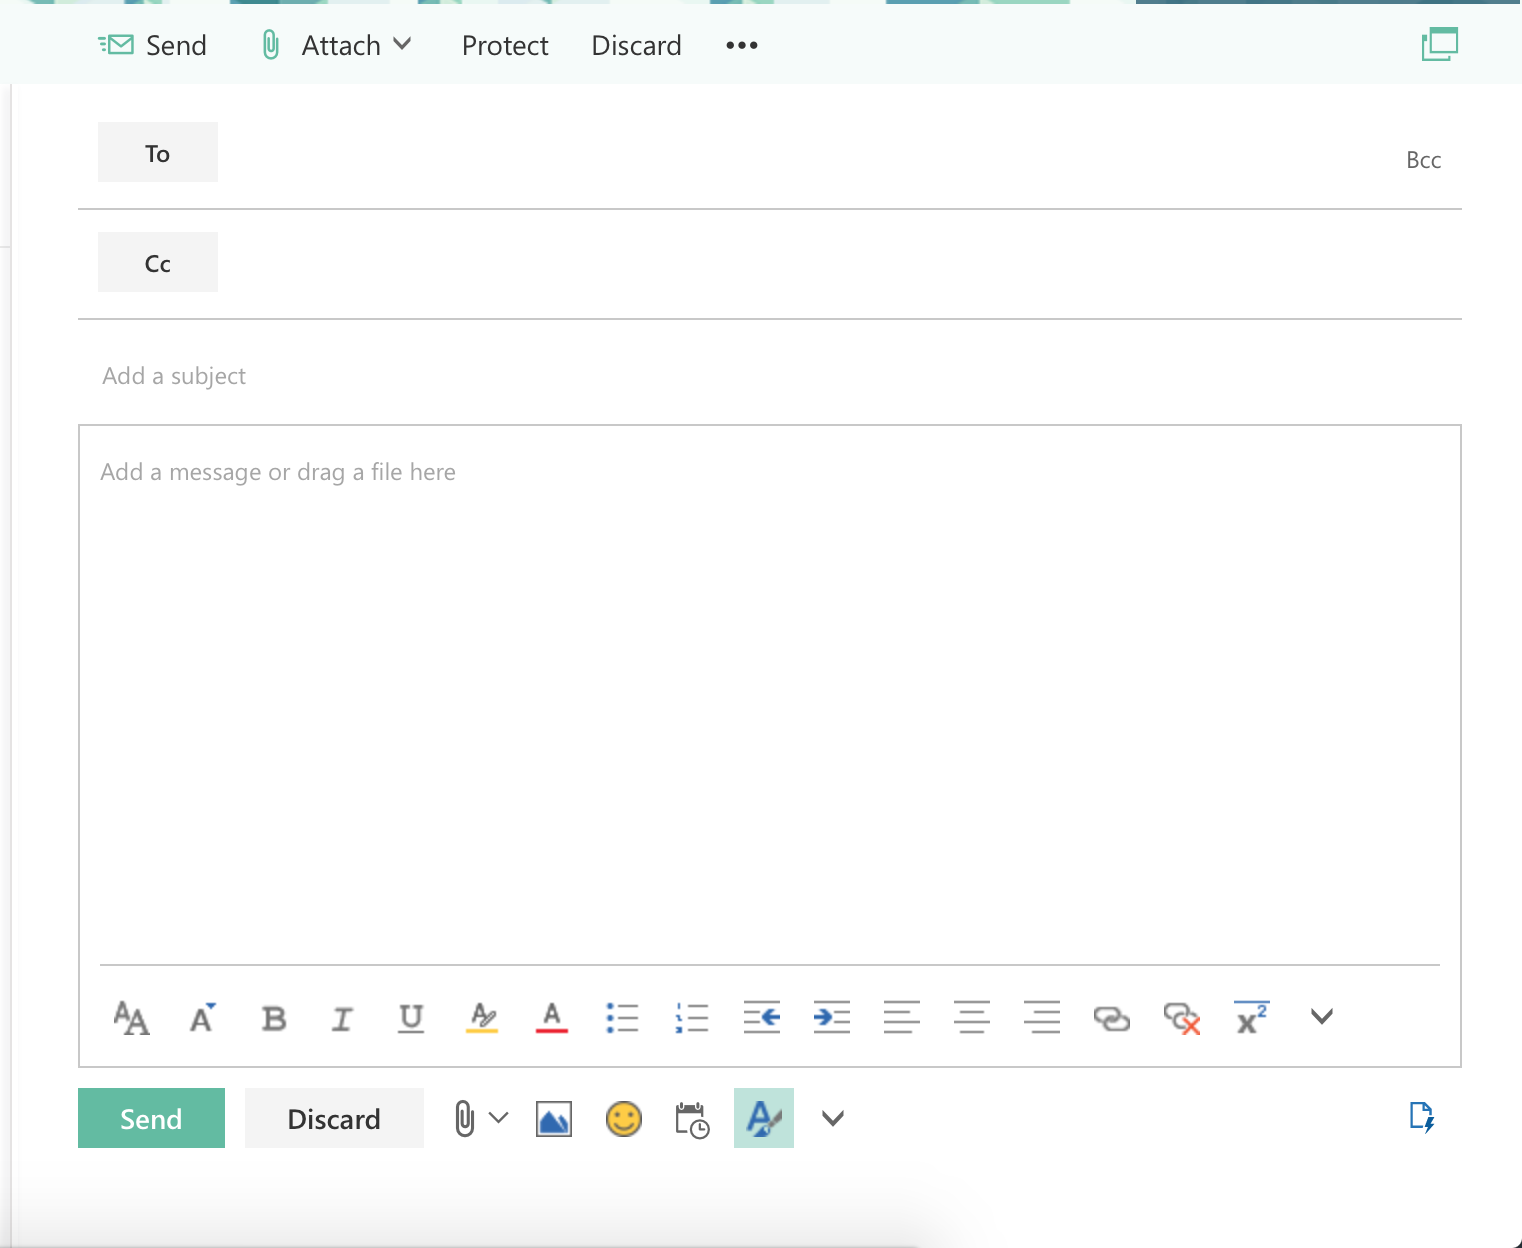 Send Attach Protect Discard
To Bcc
Cc
Add a subject
Add a message or drag a file here
Send Discard